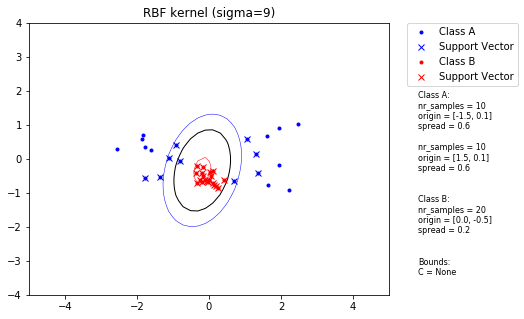 RBF kernel (sigma=9)
4
3
2
1
0
−1
−2
−3
−4
−4
−2
0
2
4
Class A
Support Vector
Class B
Support Vector
Class A:
nr_samples = 10
origin = [-1.5, 0.1]
spread = 0.6
nr_samples = 10
origin = [1.5, 0.1]
spread = 0.6
Class B:
nr_samples = 20
origin = [0.0, -0.5]
spread = 0.2
Bounds:
C = None